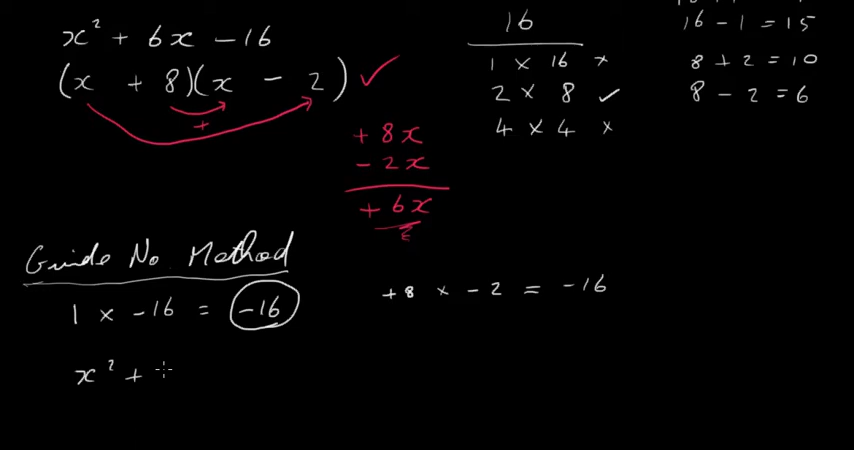 x² + 6x - 16
(x + 8)(x - 2) ✓
+
+ 8x
- 2x
+ 6x
16
1 × 16 ×
2 × 8 ✓
4 × 4 ×
16 - 1 = 15
8 + 2 = 10
8 - 2 = 6
Guide No. Method
1 × -16 = -16
+8 × -2 = -16
x² +